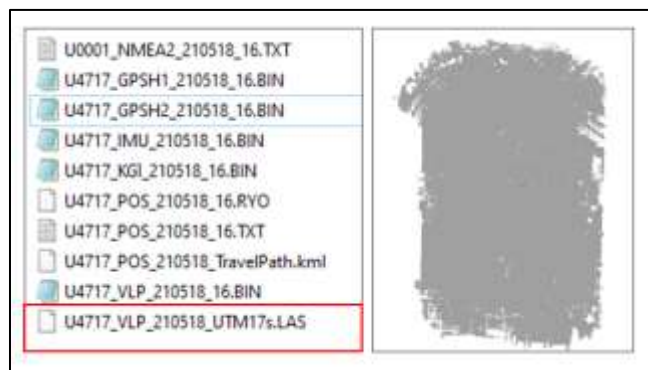 U0001_NMEA2_210518_16.TXT
U4717_GPSH1_210518_16.BIN
U4717_GPSH2_210518_16.BIN
U4717_IMU_210518_16.BIN
U4717_KGI_210518_16.BIN
U4717_POS_210518_16.RYO
U4717_POS_210518_16.TXT
U4717_POS_210518_TravelPath.kml
U4717_VLP_210518_16.BIN
U4717_VLP_210518_UTM17s.LAS